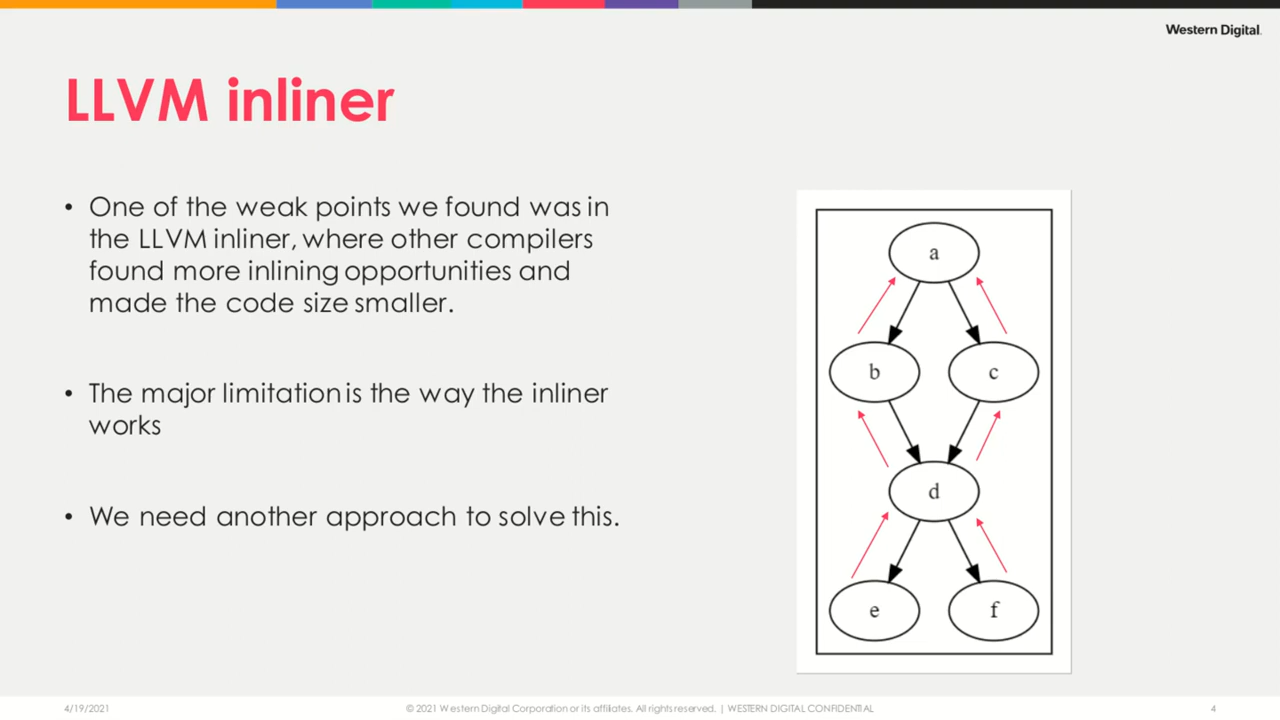 Western Digital.
LLVM inliner
• One of the weak points we found was in
the LLVM inliner, where other compilers
found more inlining opportunities and
made the code size smaller.
• The major limitation is the way the inliner
works
• We need another approach to solve this.
a
b
c
d
e
f
4/19/2021
© 2021 Western Digital Corporation or its affiliates. All rights reserved. | WESTERN DIGITAL CONFIDENTIAL
4